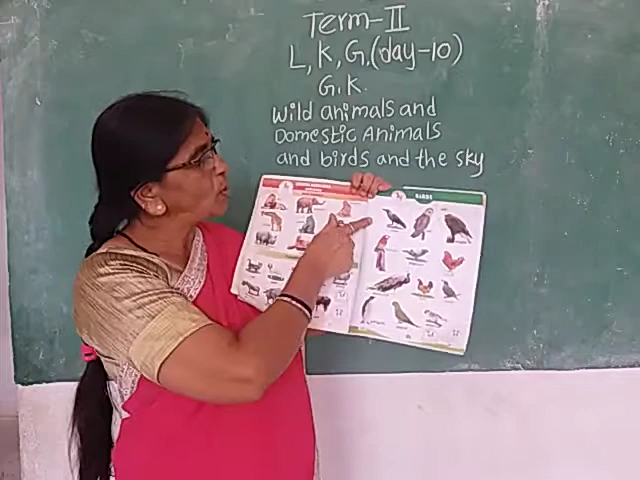 Term-II
L, K, G, (day-10)
G. K.
Wild animals and
Domestic Animals
and birds and the sky
BIRDS